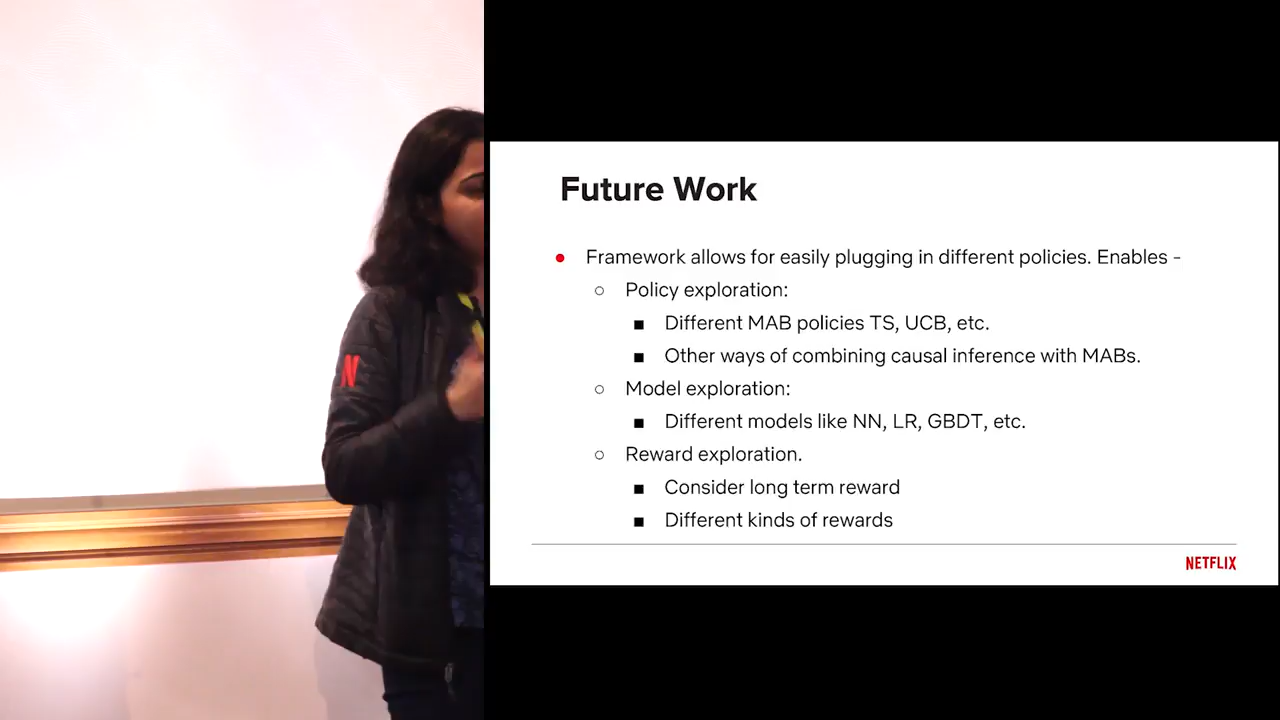 Future Work
● Framework allows for easily plugging in different policies. Enables -
○ Policy exploration:
■ Different MAB policies TS, UCB, etc.
■ Other ways of combining causal inference with MABs.
○ Model exploration:
■ Different models like NN, LR, GBDT, etc.
○ Reward exploration.
■ Consider long term reward
■ Different kinds of rewards
NETFLIX
N